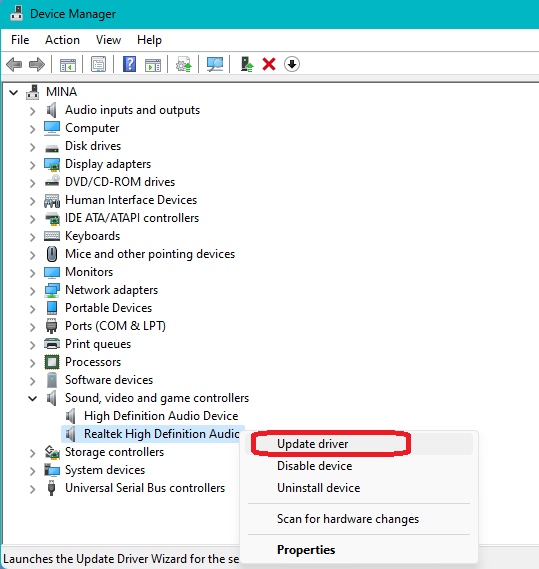 Device Manager
File Action View Help
MINA
Audio inputs and outputs
Computer
Disk drives
Display adapters
DVD/CD-ROM drives
Human Interface Devices
IDE ATA/ATAPI controllers
Keyboards
Mice and other pointing devices
Monitors
Network adapters
Portable Devices
Ports (COM & LPT)
Print queues
Processors
Software devices
Sound, video and game controllers
High Definition Audio Device
Realtek High Definition Audio
Update driver
Disable device
Uninstall device
Scan for hardware changes
Properties
Storage controllers
System devices
Universal Serial Bus controllers
Launches the Update Driver Wizard for the se